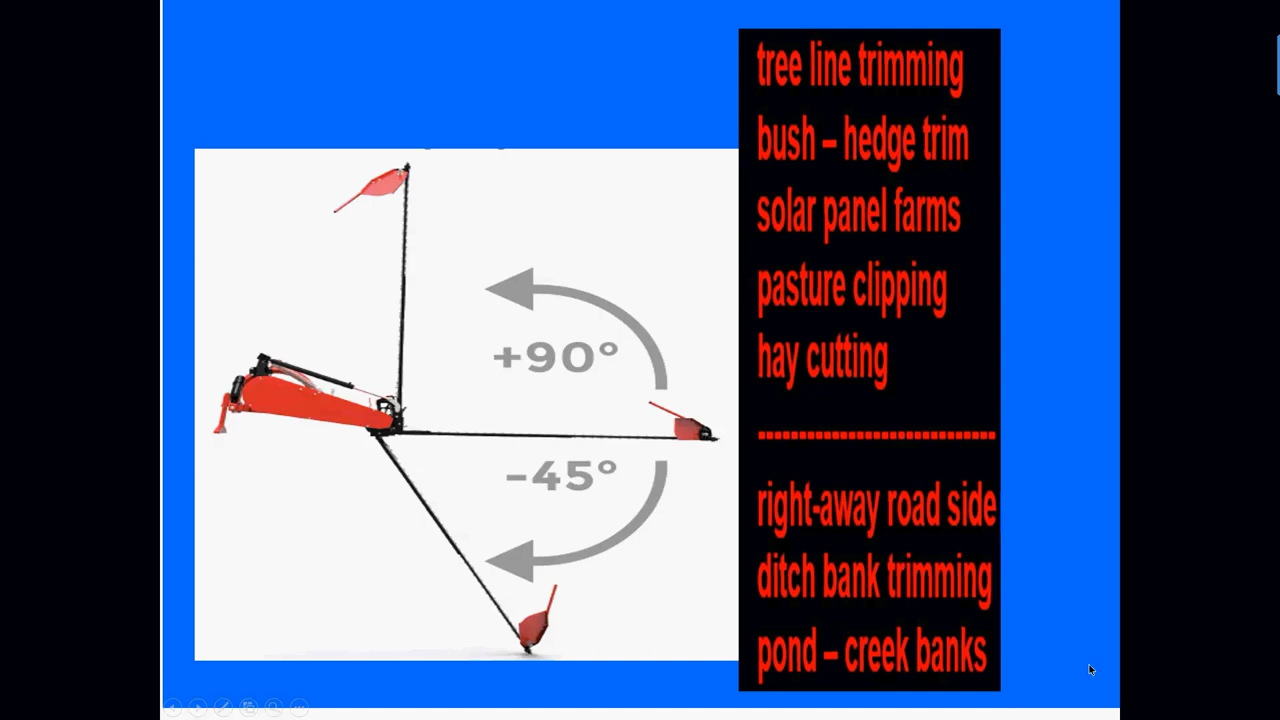 tree line trimming
bush – hedge trim
solar panel farms
pasture clipping
hay cutting
-----------------------------
right-away road side
ditch bank trimming
pond – creek banks
+90°
-45°